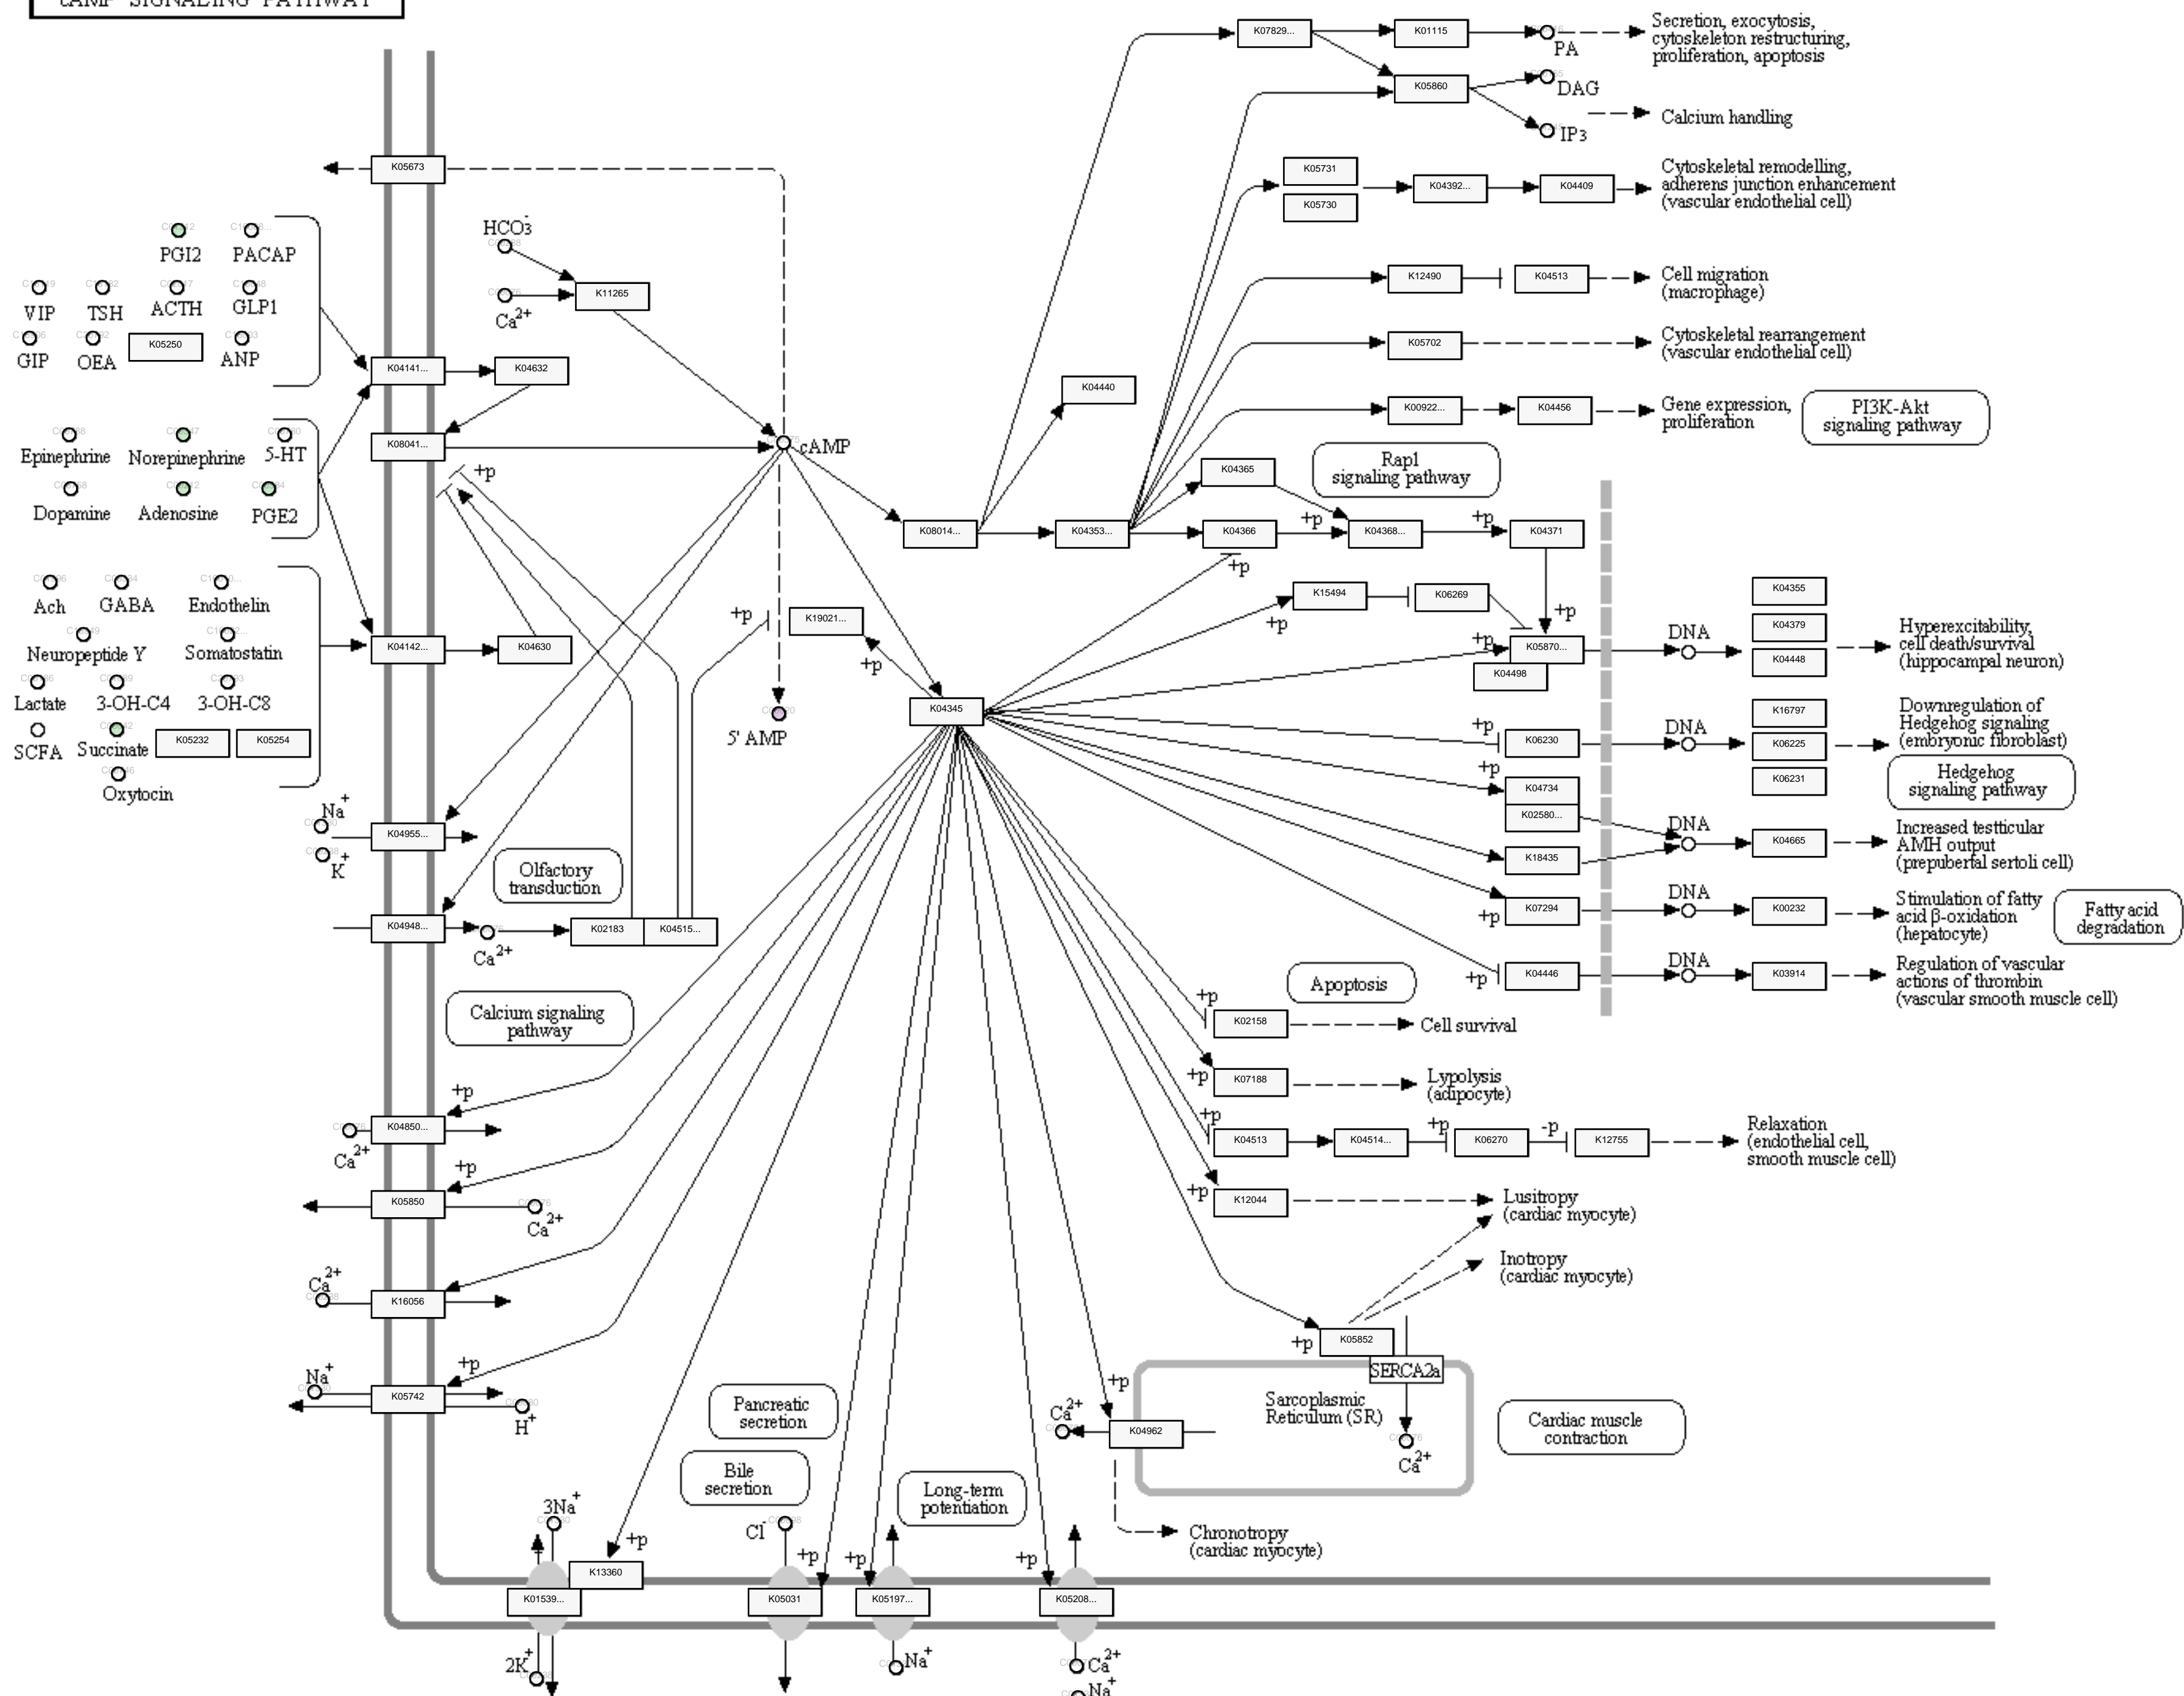 cAMP SIGNALING PATHWAY
K07829...
K01115
PA
Secretion, exocytosis,
cytoskeleton restructuring,
proliferation, apoptosis
K05860
DAG
IP3
Calcium handling
K05673
K05731
K05730
K04392...
K04409
Cytoskeletal remodelling,
adherens junction enhancement
(vascular endothelial cell)
HCO3-
Ca2+
K11265
PGI2
PACAP
VIP
TSH
ACTH
GLP1
GIP
OEA
K05250
ANP
K12490
K04513
Cell migration
(macrophage)
K05702
Cytoskeletal rearrangement
(vascular endothelial cell)
K04141...
K04632
K04440
K00922...
K04456
Gene expression,
proliferation
PI3K-Akt
signaling pathway
Epinephrine
Norepinephrine
5-HT
Dopamine
Adenosine
PGE2
K08041...
+p
cAMP
K04365
Rap1
signaling pathway
K08014...
K04353...
K04366
+p
K04368...
+p
K04371
+p
Ach
GABA
Endothelin
Neuropeptide Y
Somatostatin
Lactate
3-OH-C4
3-OH-C8
SCFA
Succinate
K05232
K05254
Oxytocin
K04142...
K04630
+p
K19021...
+p
K04345
5' AMP
K15494
+p
K06269
+p
+p
K05870...
K04498
DNA
K04355
K04379
K04448
Hyperexcitability,
cell death/survival
(hippocampal neuron)
+p
K06230
DNA
K16797
K06225
K06231
Downregulation of
Hedgehog signaling
(embryonic fibroblast)
Hedgehog
signaling pathway
+p
K04734
K02580...
K18435
DNA
K04665
Increased testticular
AMH output
(prepubertal sertoli cell)
+p
K07294
DNA
K00232
Stimulation of fatty
acid β-oxidation
(hepatocyte)
Fatty acid
degradation
+p
K04446
DNA
K03914
Regulation of vascular
actions of thrombin
(vascular smooth muscle cell)
Na+
K+
K04955...
Olfactory
transduction
K04948...
Ca2+
K02183
K04515...
Calcium signaling
pathway
Apoptosis
+p
K02158
Cell survival
+p
K07188
Lypolysis
(adipocyte)
+p
K04513
K04514...
+p
K06270
-p
K12755
Relaxation
(endothelial cell,
smooth muscle cell)
+p
K12044
Lusitropy
(cardiac myocyte)
Inotropy
(cardiac myocyte)
+p
K04850...
Ca2+
+p
K05850
Ca2+
Ca2+
K16056
+p
Na+
K05742
H+
+p
K05852
SERCA2a
Sarcoplasmic
Reticulum (SR)
Ca2+
+p
Ca2+
K04962
Cardiac muscle
contraction
Pancreatic
secretion
Bile
secretion
Long-term
potentiation
Chronotropy
(cardiac myocyte)
3Na+
+p
K13360
K01539...
2K+
Cl-
+p
K05031
+p
K05197...
Na+
+p
K05208...
Ca2+
Na+